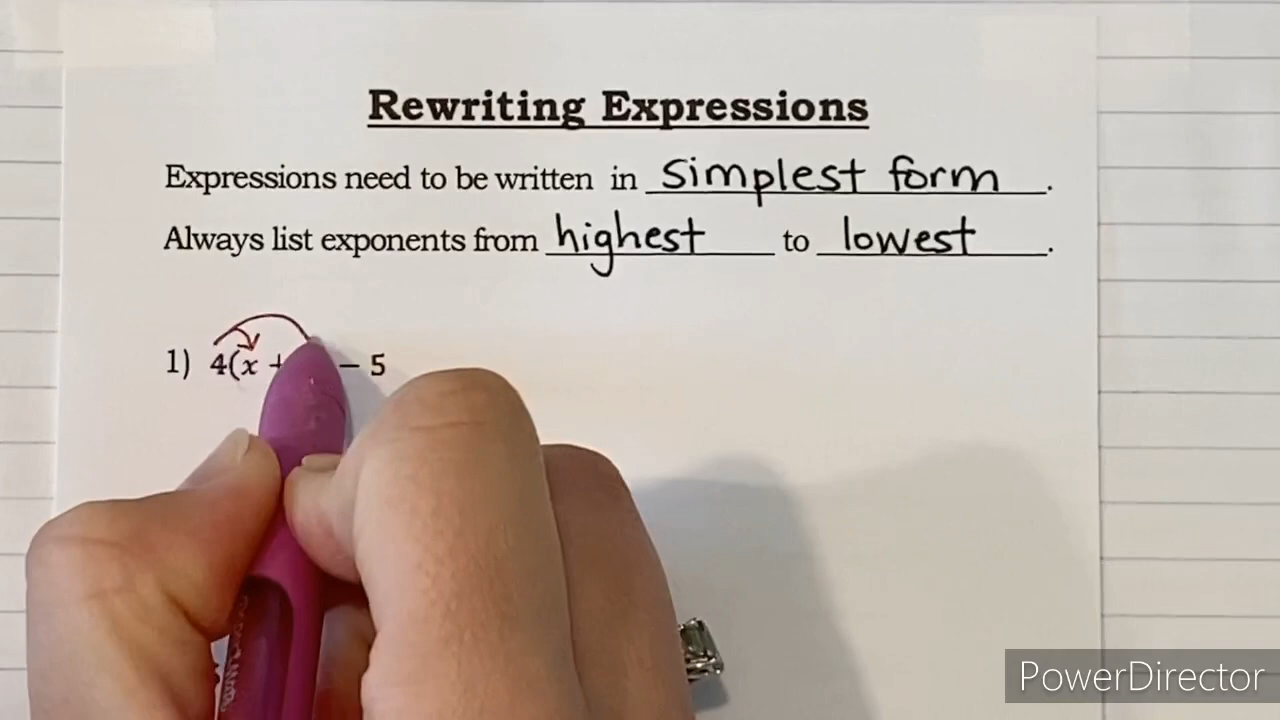 Rewriting Expressions
Expressions need to be written in simplest form.
Always list exponents from highest to lowest.
1) 4(x + − 5
PowerDirector